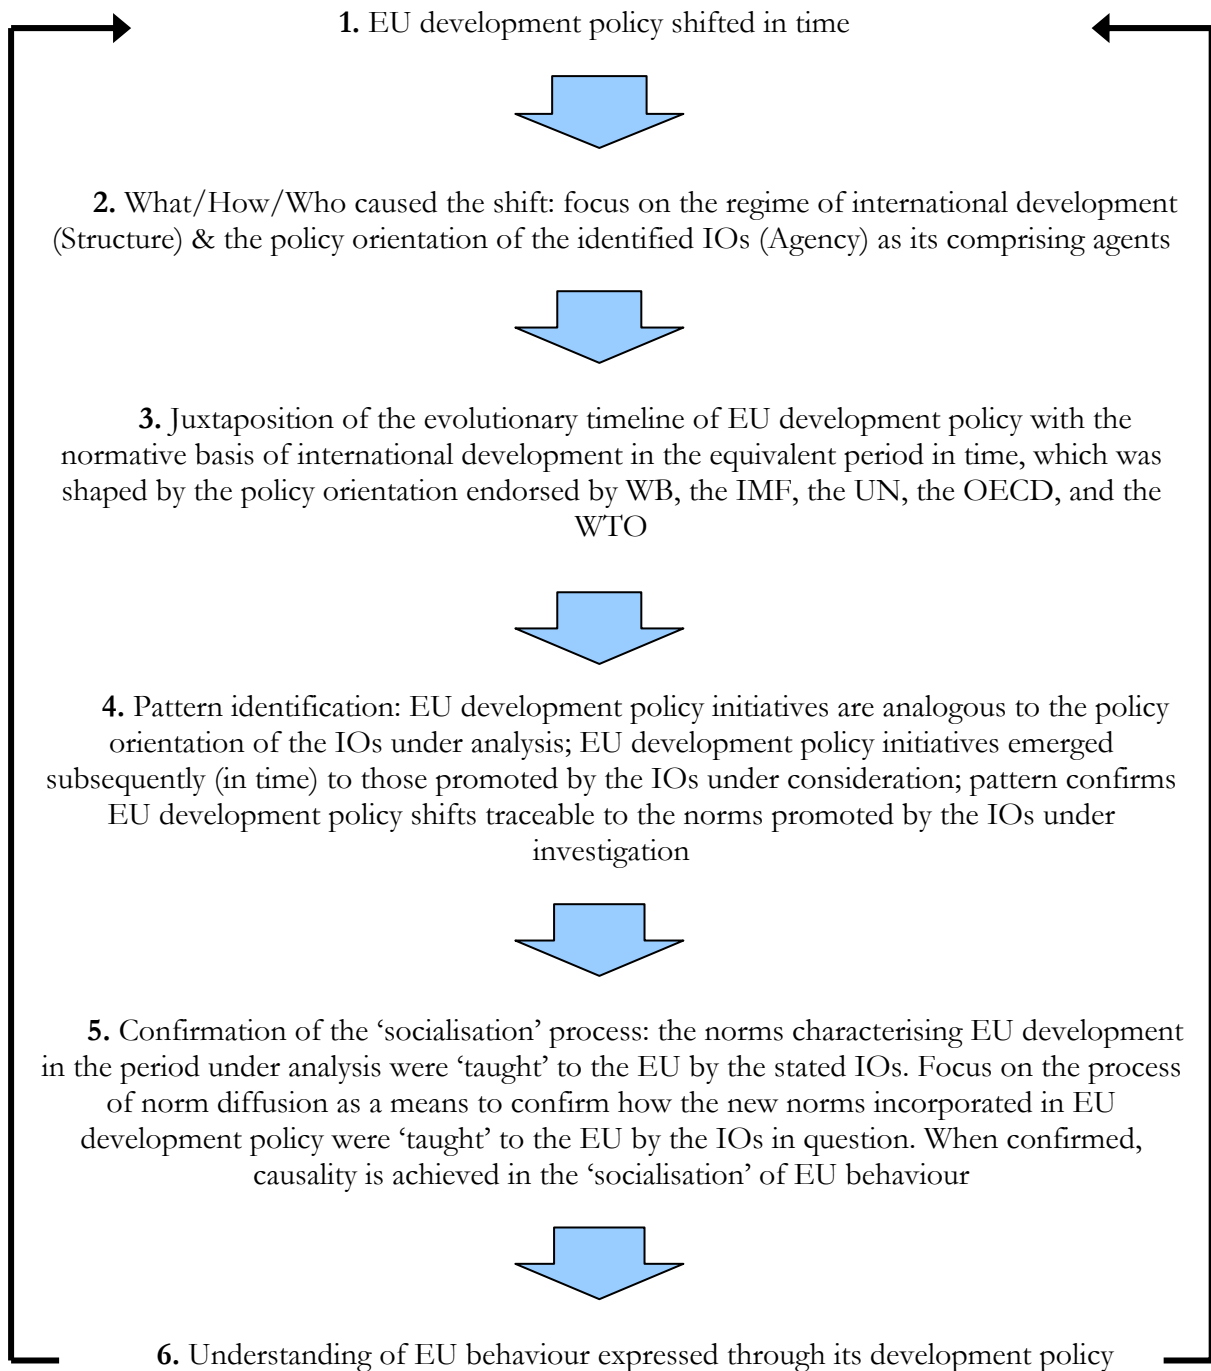 1. EU development policy shifted in time
2. What/How/Who caused the shift: focus on the regime of international development
(Structure) & the policy orientation of the identified IOs (Agency) as its comprising agents
3. Juxtaposition of the evolutionary timeline of EU development policy with the
normative basis of international development in the equivalent period in time, which was
shaped by the policy orientation endorsed by WB, the IMF, the UN, the OECD, and the
WTO
4. Pattern identification: EU development policy initiatives are analogous to the policy
orientation of the IOs under analysis; EU development policy initiatives emerged
subsequently (in time) to those promoted by the IOs under consideration; pattern confirms
EU development policy shifts traceable to the norms promoted by the IOs under
investigation
5. Confirmation of the ‘socialisation’ process: the norms characterising EU development
in the period under analysis were ‘taught’ to the EU by the stated IOs. Focus on the process
of norm diffusion as a means to confirm how the new norms incorporated in EU
development policy were ‘taught’ to the EU by the IOs in question. When confirmed,
causality is achieved in the ‘socialisation’ of EU behaviour
6. Understanding of EU behaviour expressed through its development policy